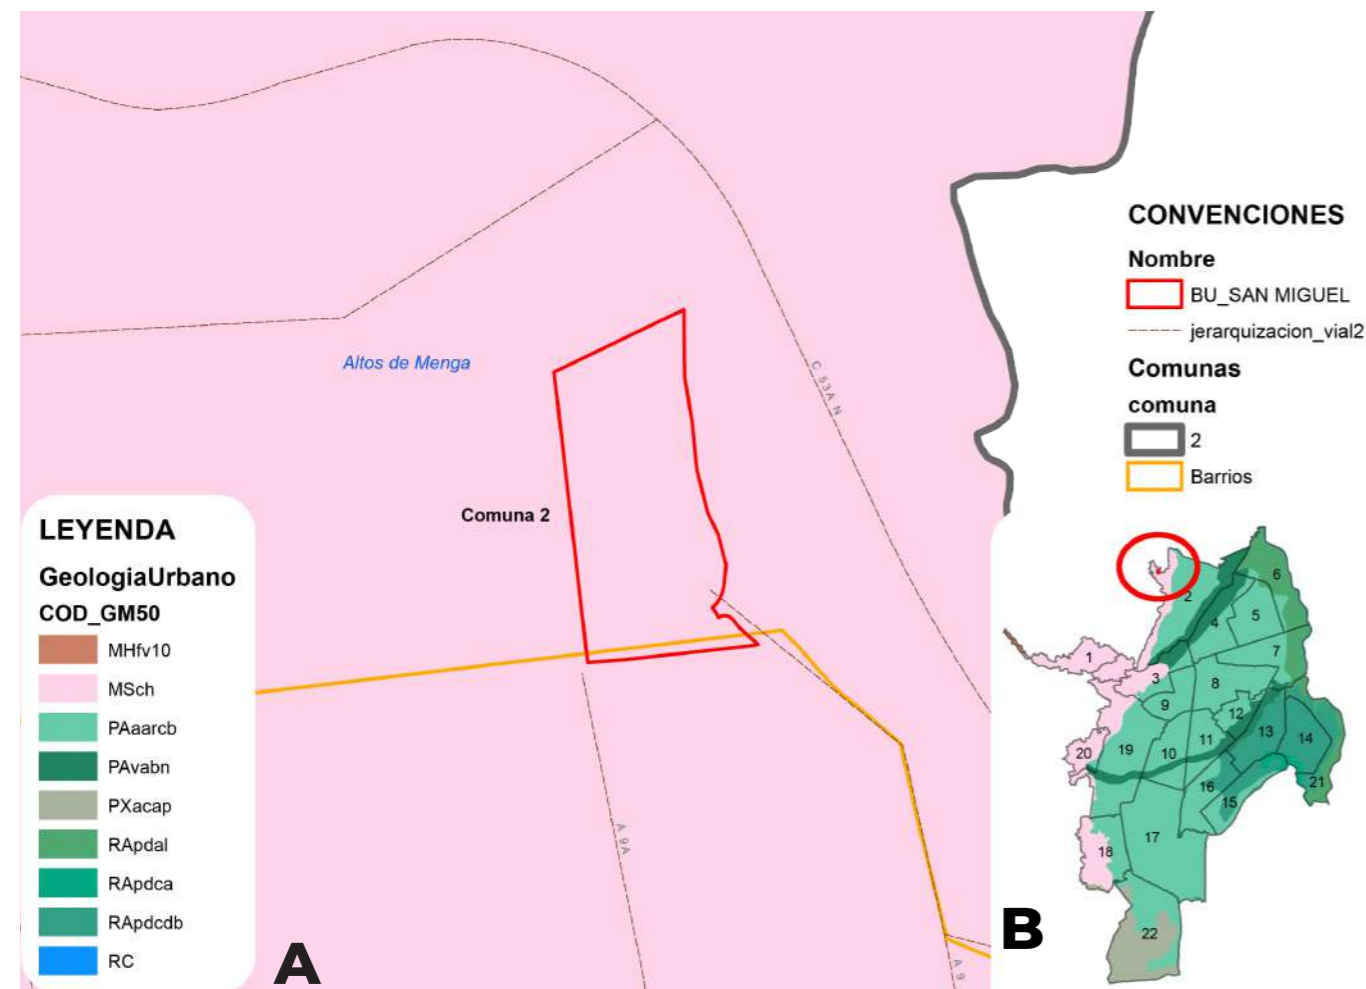 C 53A N
Altos de Menga
Comuna 2
A 9A
A 9
LEYENDA
GeologiaUrbano
COD_GM50
MHfv10
MSch
PAaarcb
PAvabn
PXacap
RApdal
RApdca
RApdcdb
RC
A
CONVENCIONES
Nombre
BU_SAN MIGUEL
jerarquizacion_vial2
Comunas
comuna
2
Barrios
6
2
5
4
1
7
3
8
9
12
13
14
11
20
19
10
21
16
15
17
18
22
B